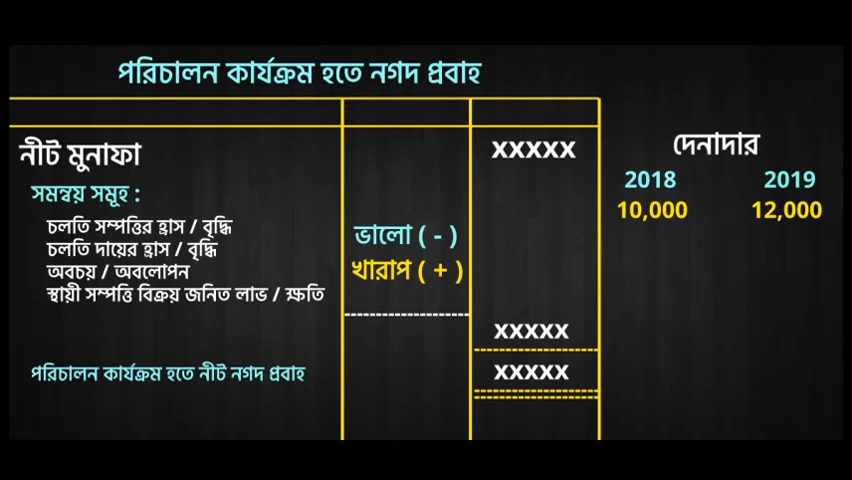 পরিচালন কার্যক্রম হতে নগদ প্রবাহ
নীট মুনাফা
XXXXX
সমন্বয় সমূহ :
চলতি সম্পত্তির হ্রাস / বৃদ্ধি
চলতি দায়ের হ্রাস / বৃদ্ধি
অবচয় / অবলোপন
স্থায়ী সম্পত্তি বিক্রয় জনিত লাভ / ক্ষতি
ভালো ( - )
খারাপ ( + )
XXXXX
পরিচালন কার্যক্রম হতে নীট নগদ প্রবাহ
XXXXX
দেনাদার
2018 2019
10,000 12,000